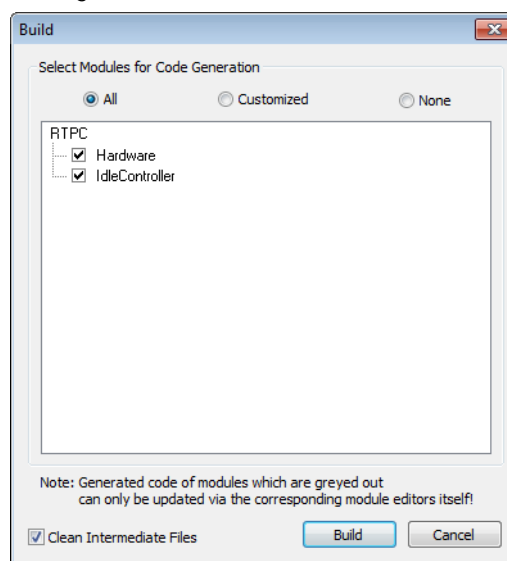 Build
Select Modules for Code Generation
All Customized None
RTPC
Hardware
IdleController
Note: Generated code of modules which are greyed out
can only be updated via the corresponding module editors itself!
Clean Intermediate Files Build Cancel